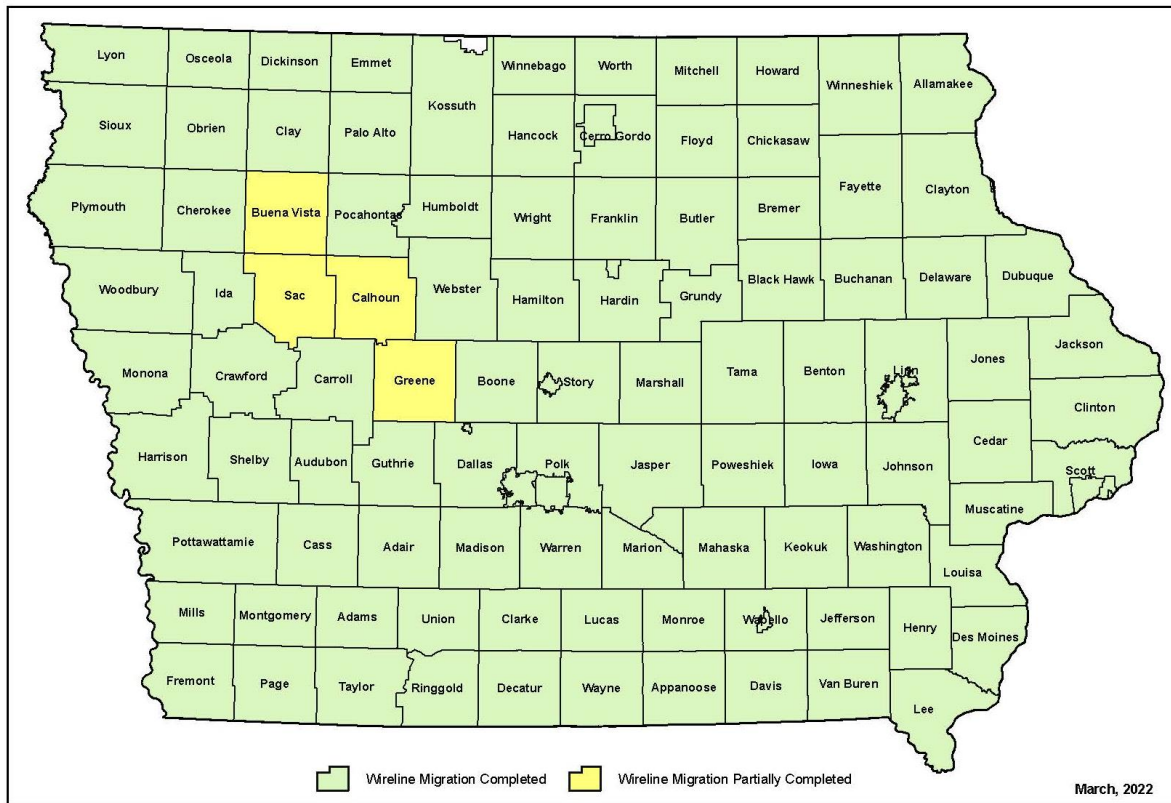 Lyon
Osceola
Dickinson
Emmet
Kossuth
Winnebago
Worth
Mitchell
Howard
Winneshiek
Allamakee
Sioux
Obrien
Clay
Palo Alto
Hancock
Cerro Gordo
Floyd
Chickasaw
Plymouth
Cherokee
Buena Vista
Pocahontas
Humboldt
Wright
Franklin
Butler
Bremer
Fayette
Clayton
Woodbury
Ida
Sac
Calhoun
Webster
Hamilton
Hardin
Grundy
Black Hawk
Buchanan
Delaware
Dubuque
Monona
Crawford
Carroll
Greene
Boone
Story
Marshall
Tama
Benton
Linn
Jones
Jackson
Clinton
Cedar
Harrison
Shelby
Audubon
Guthrie
Dallas
Polk
Jasper
Poweshiek
Iowa
Johnson
Scott
Muscatine
Pottawattamie
Cass
Adair
Madison
Warren
Marion
Mahaska
Keokuk
Washington
Louisa
Mills
Montgomery
Adams
Union
Clarke
Lucas
Monroe
Wapello
Jefferson
Henry
Des Moines
Fremont
Page
Taylor
Ringgold
Decatur
Wayne
Appanoose
Davis
Van Buren
Lee
Wireline Migration Completed
Wireline Migration Partially Completed
March, 2022